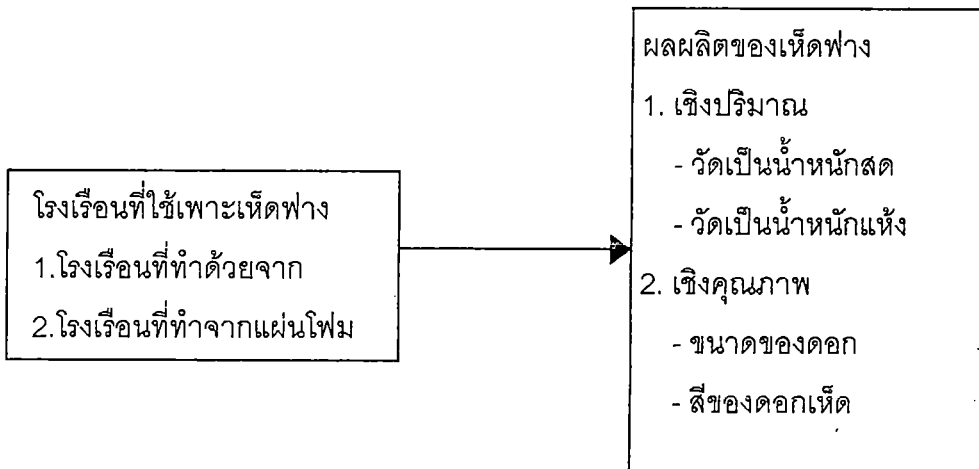 โรงเรือนที่ใช้เพาะเห็ดฟาง
1.โรงเรือนที่ทำด้วยจาก
2.โรงเรือนที่ทำจากแผ่นโฟม
ผลผลิตของเห็ดฟาง
1. เชิงปริมาณ
- วัดเป็นน้ำหนักสด
- วัดเป็นน้ำหนักแห้ง
2. เชิงคุณภาพ
- ขนาดของดอก
- สีของดอกเห็ด